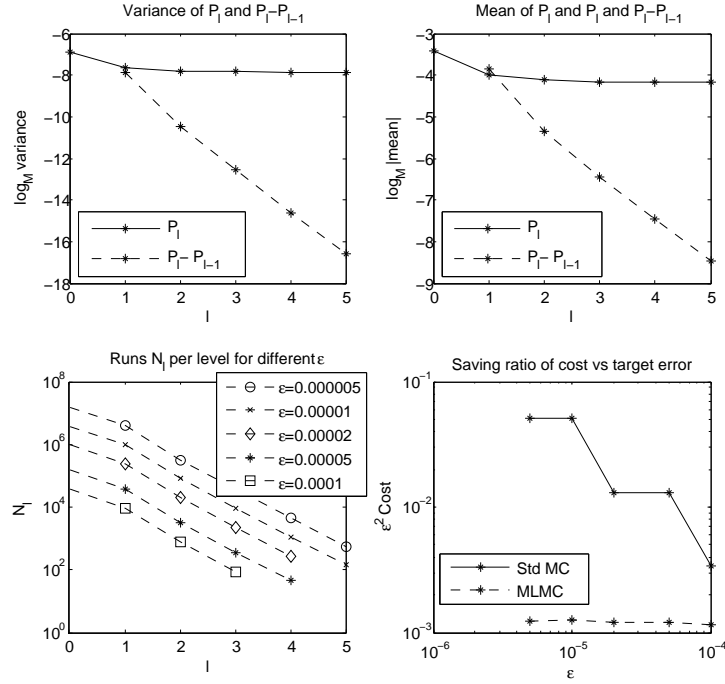 Variance of P_l and P_l−P_{l−1}
log_M variance
−6
−8
−10
−12
−14
−16
−18
0 1 2 3 4 5
l
P_l
P_l− P_{l−1}
Mean of P_l and P_l and P_l−P_{l−1}
log_M |mean|
−3
−4
−5
−6
−7
−8
−9
0 1 2 3 4 5
l
P_l
P_l− P_{l−1}
Runs N_l per level for different ε
N_l
10^8
10^6
10^4
10^2
10^0
0 1 2 3 4 5
l
ε=0.000005
ε=0.00001
ε=0.00002
ε=0.00005
ε=0.0001
Saving ratio of cost vs target error
ε^2 Cost
10^−1
10^−2
10^−3
10^−6 10^−5 10^−4
ε
Std MC
MLMC